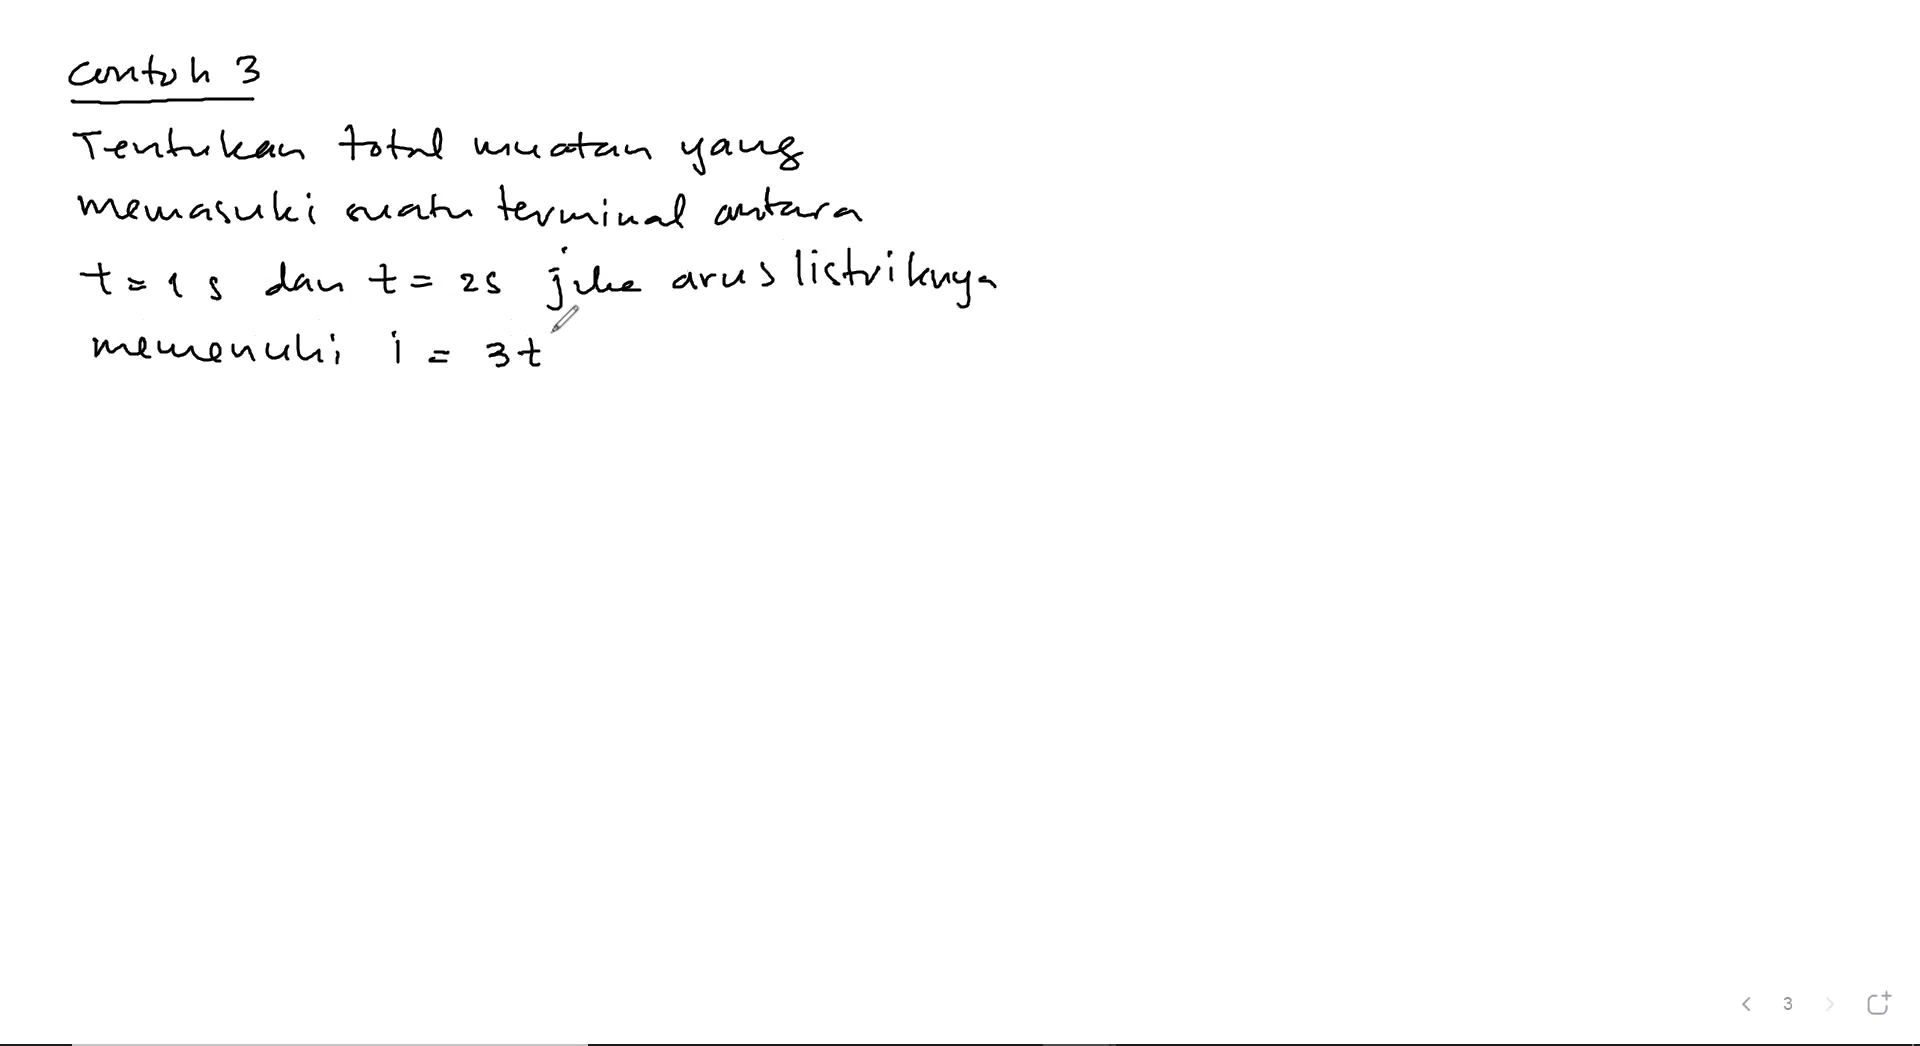 Contoh 3
Tentukan total muatan yang
memasuki suatu terminal antara
t = 1 s dan t = 2s jika arus listriknya
memenuhi i = 3t
3